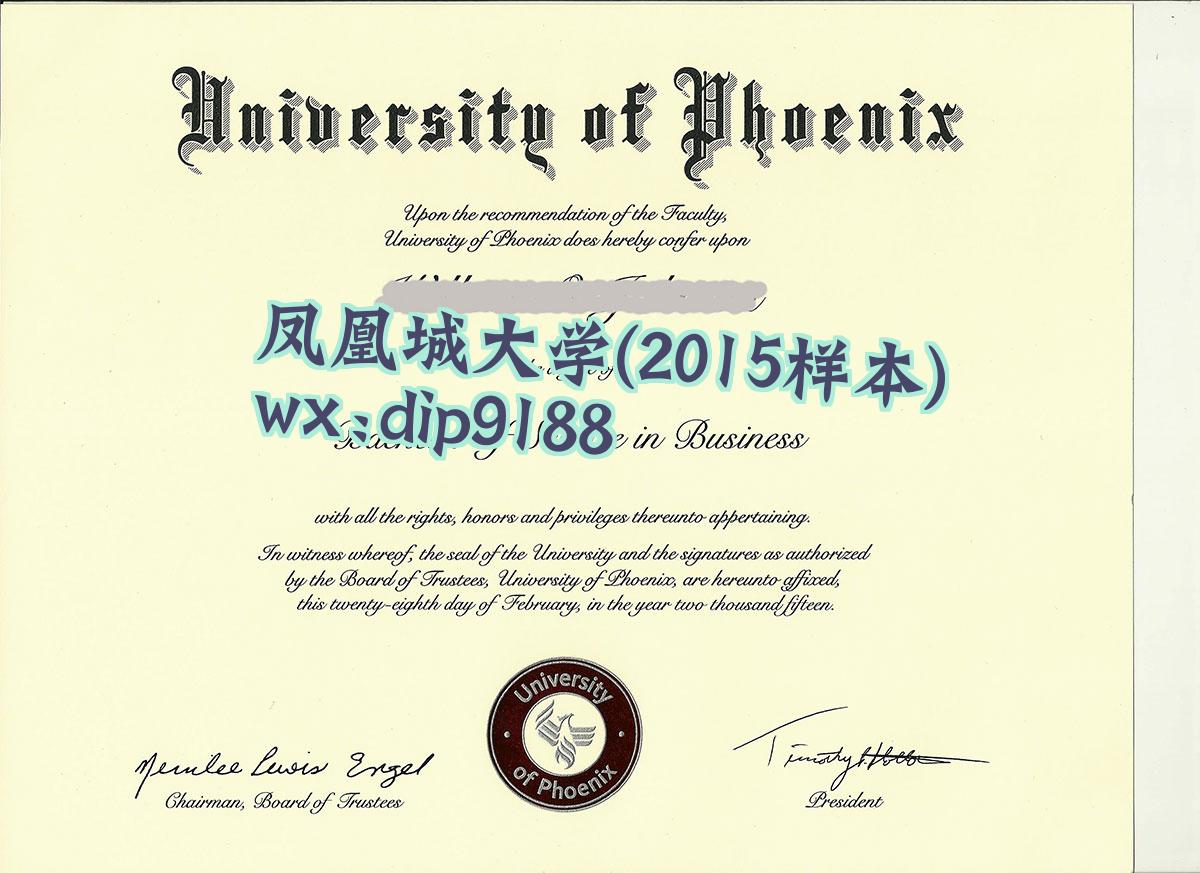 University of Phoenix
Upon the recommendation of the Faculty,
University of Phoenix does hereby confer upon
凤凰城大学(2015样本)
wx:dip9188
in Business
with all the rights, honors and privileges thereunto appertaining.
In witness whereof, the seal of the University and the signatures as authorized
by the Board of Trustees, University of Phoenix, are hereunto affixed,
this twenty-eighth day of February, in the year two thousand fifteen.
University
of Phoenix
Chairman, Board of Trustees
President